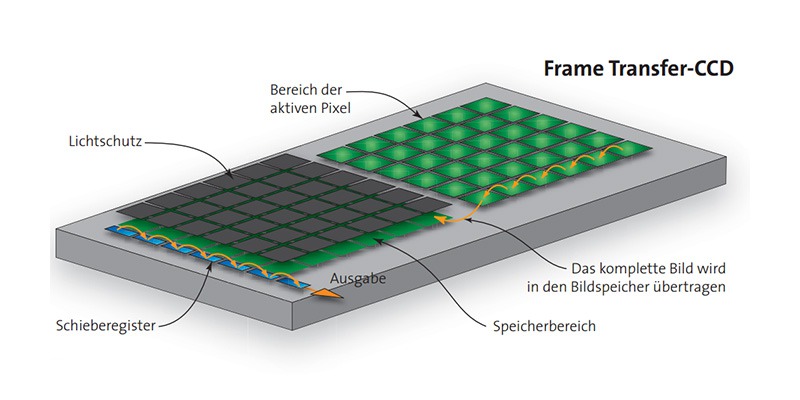 Frame Transfer-CCD
Bereich der
aktiven Pixel
Lichtschutz
Das komplette Bild wird
in den Bildspeicher übertragen
Ausgabe
Schieberegister
Speicherbereich